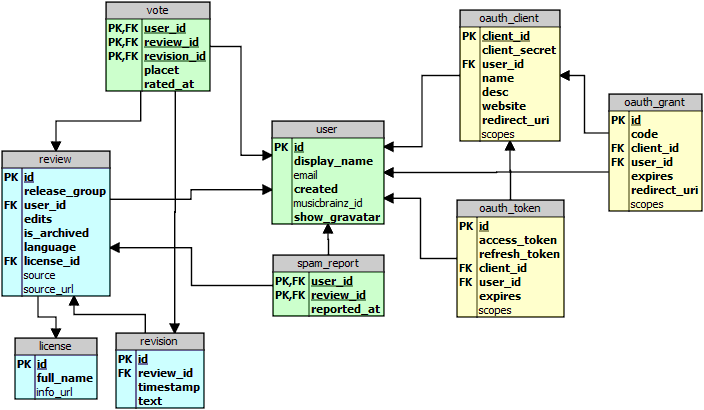 vote
PK,FK user_id
PK,FK review_id
PK,FK revision_id
placet
rated_at
oauth_client
PK client_id
client_secret
FK user_id
name
desc
website
redirect_uri
scopes
oauth_grant
PK id
code
FK client_id
FK user_id
expires
redirect_uri
scopes
user
PK id
display_name
email
created
musicbrainz_id
show_gravatar
review
PK id
release_group
FK user_id
edits
is_archived
language
FK license_id
source
source_url
oauth_token
PK id
access_token
refresh_token
FK client_id
FK user_id
expires
scopes
spam_report
PK,FK user_id
PK,FK review_id
reported_at
license
PK id
full_name
info_url
revision
PK id
FK review_id
timestamp
text